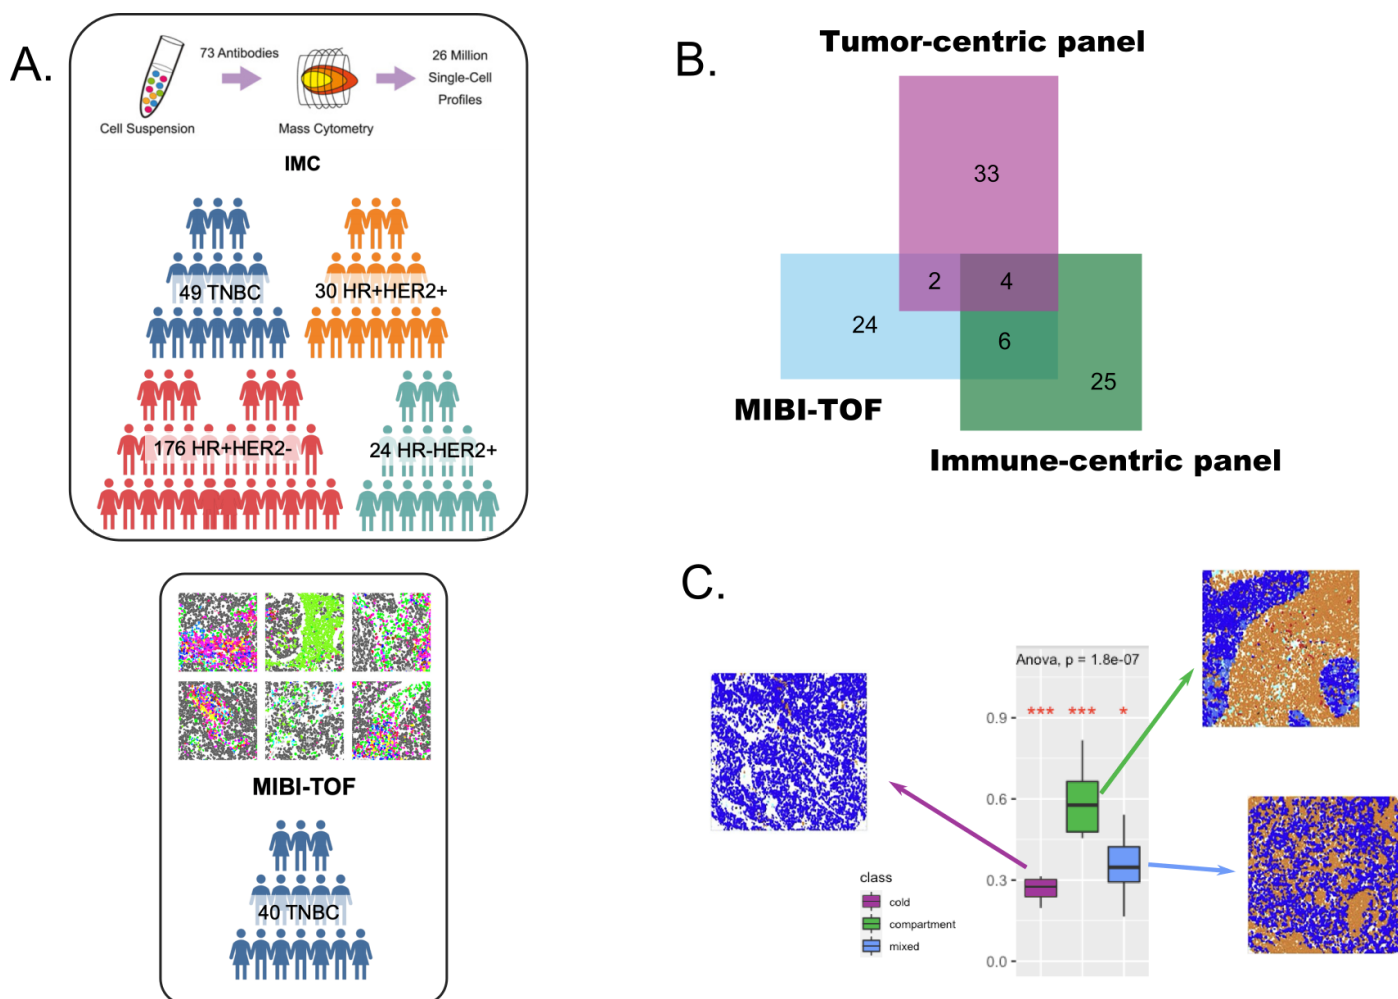 A.
73 Antibodies
26 Million
Single-Cell
Profiles
Cell Suspension
Mass Cytometry
IMC
49 TNBC
30 HR+HER2+
176 HR+HER2-
24 HR-HER2+
MIBI-TOF
40 TNBC
B.
Tumor-centric panel
33
2
4
24
6
25
MIBI-TOF
Immune-centric panel
C.
Anova, p = 1.8e-07
*** *** *
0.9
0.6
0.3
0.0
class
cold
compartment
mixed